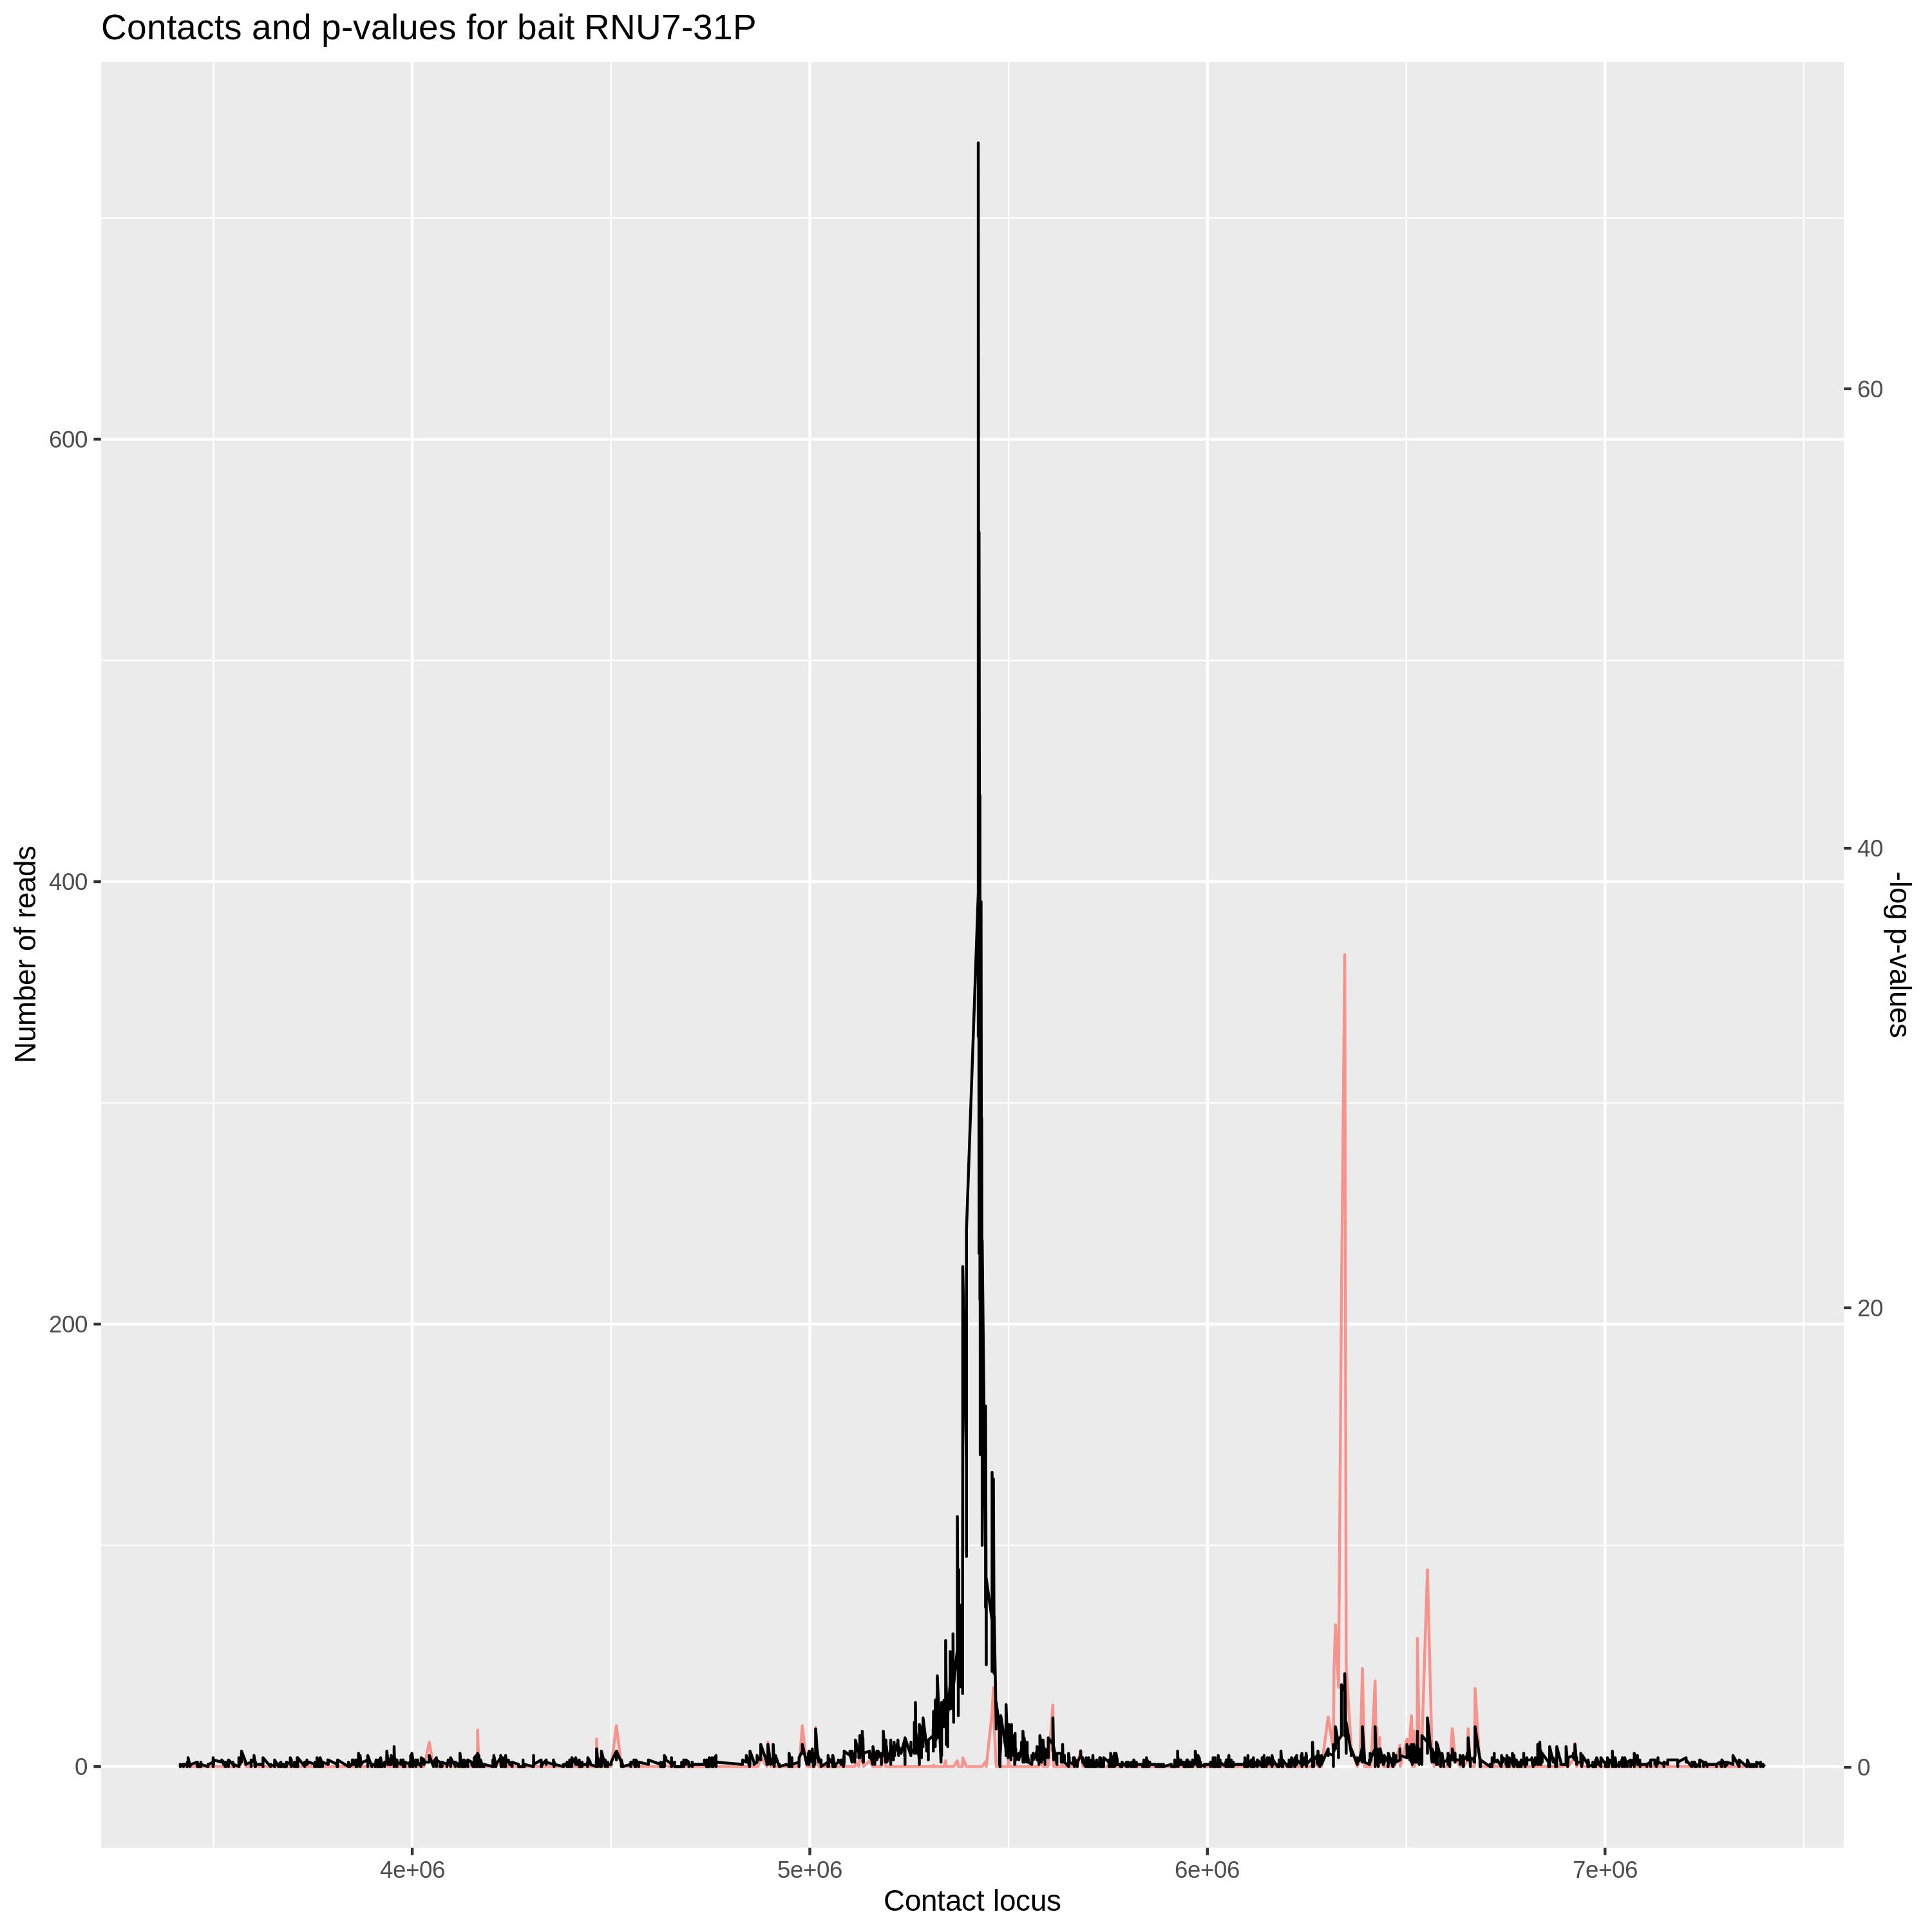 Contacts and p-values for bait RNU7-31P
Number of reads
600
400
200
0
60
40
20
0
-log p-values
4e+06
5e+06
6e+06
7e+06
Contact locus